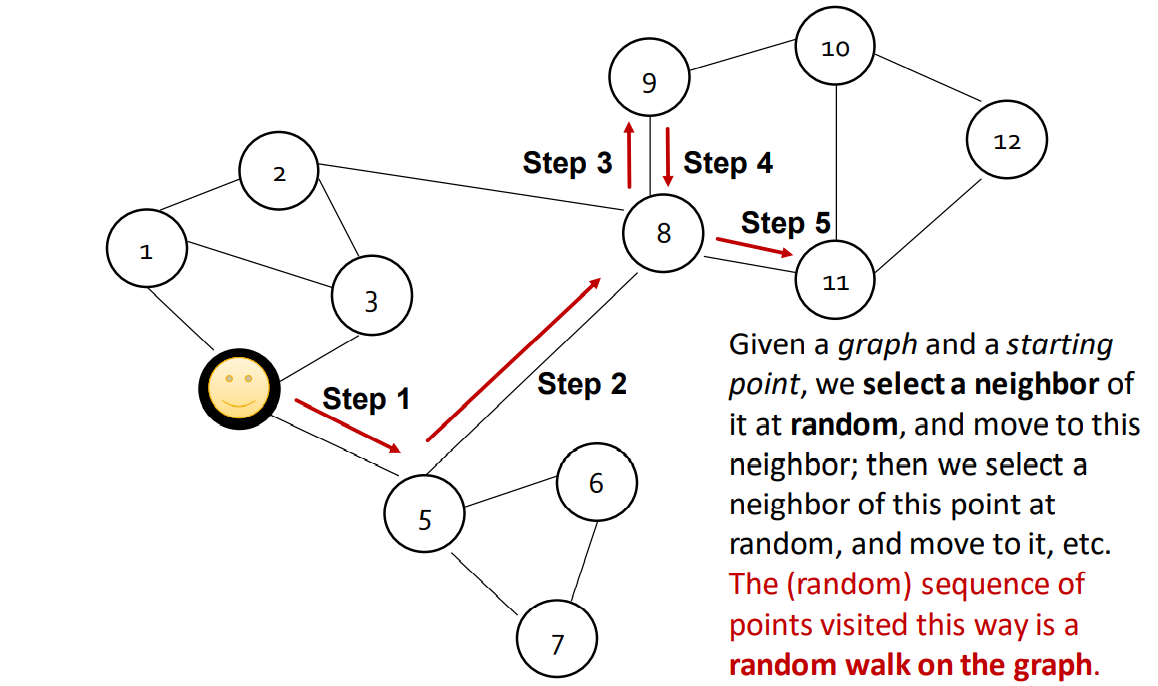 10
9
12
Step 3
Step 4
2
Step 5
8
1
11
3
Given a graph and a starting
point, we select a neighbor of
it at random, and move to this
neighbor; then we select a
neighbor of this point at
random, and move to it, etc.
The (random) sequence of
points visited this way is a
random walk on the graph.
Step 1
Step 2
6
5
7